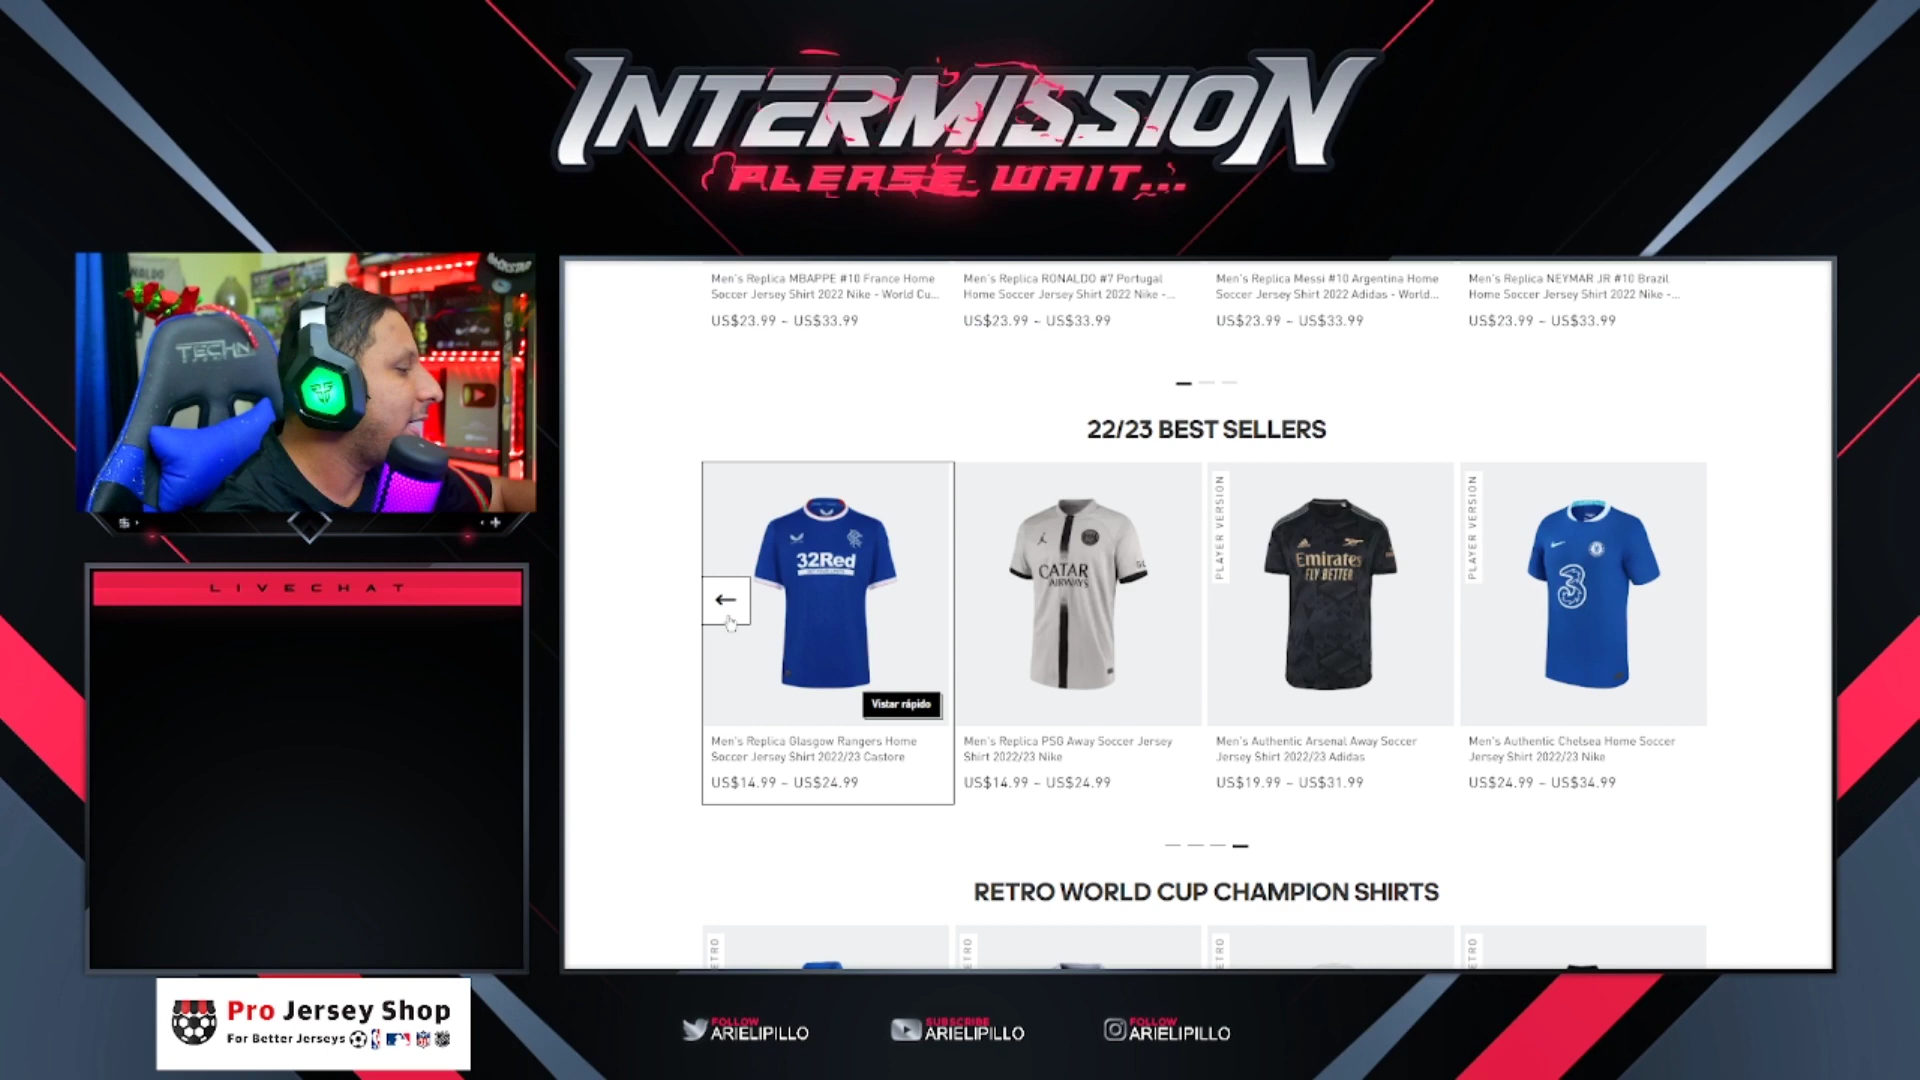 INTERMISSION
PLEASE WAIT...
NALDO
TECHN
Men's Replica MBAPPE #10 France Home
Soccer Jersey Shirt 2022 Nike - World Cu...
US$23.99 ~ US$33.99
Men's Replica RONALDO #7 Portugal
Home Soccer Jersey Shirt 2022 Nike -...
US$23.99 ~ US$33.99
Men's Replica Messi #10 Argentina Home
Soccer Jersey Shirt 2022 Adidas - World...
US$23.99 ~ US$33.99
Men's Replica NEYMAR JR #10 Brazil
Home Soccer Jersey Shirt 2022 Nike -...
US$23.99 ~ US$33.99
22/23 BEST SELLERS
32Red
Vistar rápido
Men's Replica Glasgow Rangers Home
Soccer Jersey Shirt 2022/23 Castore
US$14.99 ~ US$24.99
QATAR
AIRWAYS
Men's Replica PSG Away Soccer Jersey
Shirt 2022/23 Nike
US$14.99 ~ US$24.99
PLAYER VERSION
Emirates
FLY BETTER
Men's Authentic Arsenal Away Soccer
Jersey Shirt 2022/23 Adidas
US$19.99 ~ US$31.99
PLAYER VERSION
3
Men's Authentic Chelsea Home Soccer
Jersey Shirt 2022/23 Nike
US$24.99 ~ US$34.99
RETRO WORLD CUP CHAMPION SHIRTS
ETRO
ETRO
ETRO
ETRO
LIVECHAT
Pro Jersey Shop
For Better Jerseys
FOLLOW
ARIELIPILLO
SUBSCRIBE
ARIELIPILLO
FOLLOW
ARIELIPILLO